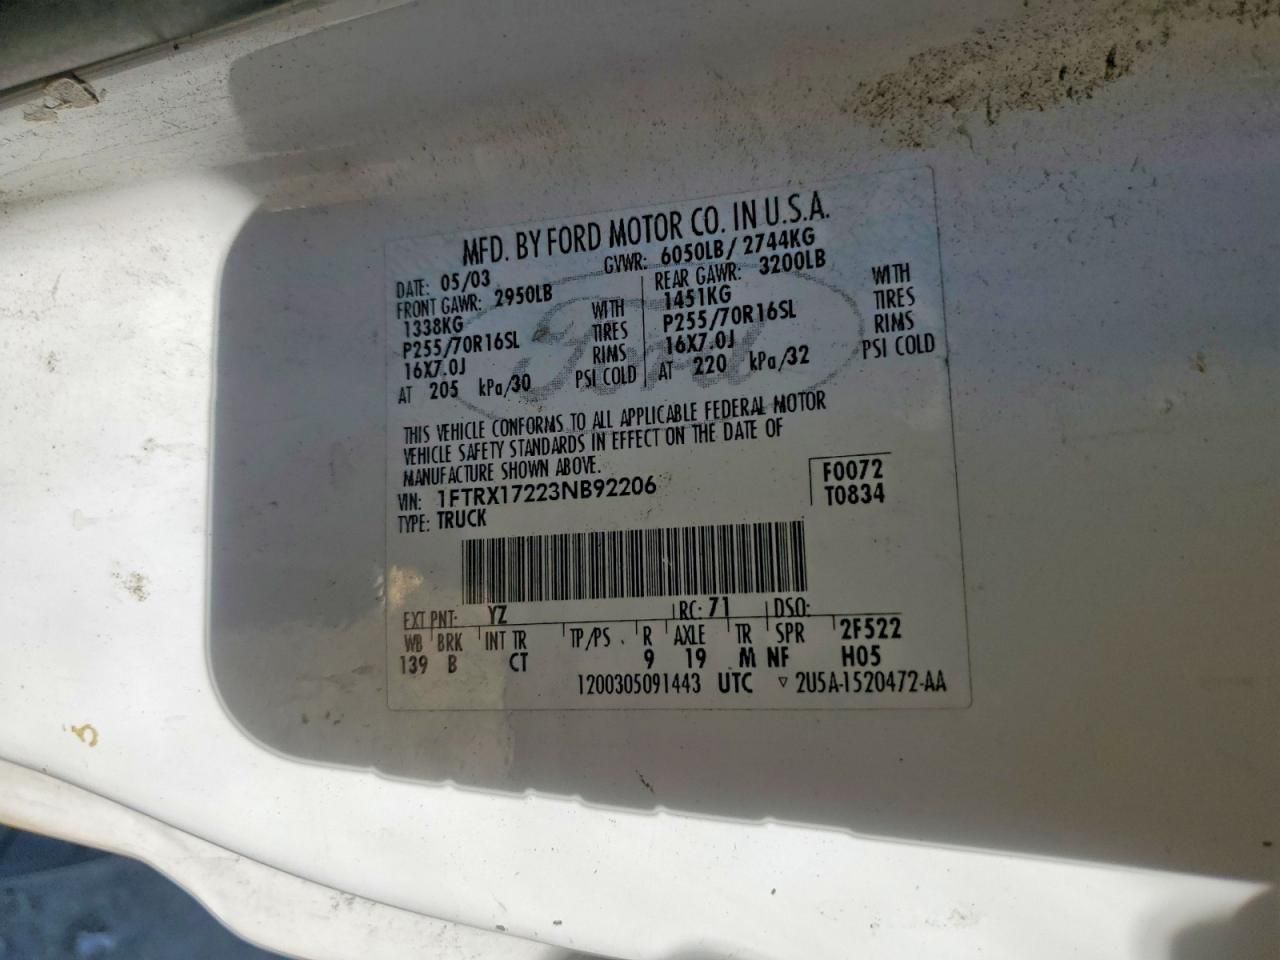 MFD. BY FORD MOTOR CO. IN U.S.A.
DATE: 05/03 GVWR: 6050LB/ 2744KG
FRONT GAWR: 2950LB REAR GAWR: 3200LB
1338KG WITH 1451KG WITH
P255/70R16SL TIRES P255/70R16SL TIRES
16X7.0J RIMS 16X7.0J RIMS
AT 205 kPa/30 PSI COLD AT 220 kPa/32 PSI COLD
Ford
THIS VEHICLE CONFORMS TO ALL APPLICABLE FEDERAL MOTOR
VEHICLE SAFETY STANDARDS IN EFFECT ON THE DATE OF
MANUFACTURE SHOWN ABOVE.
VIN: 1FTRX17223NB92206 F0072
TYPE: TRUCK T0834
EXT PNT: YZ RC: 71 DSO:
WB BRK INT TR TP/PS R AXLE TR SPR 2F522
139 B CT 9 19 M NF H05
1200305091443 UTC ▽ 2U5A-1520472-AA